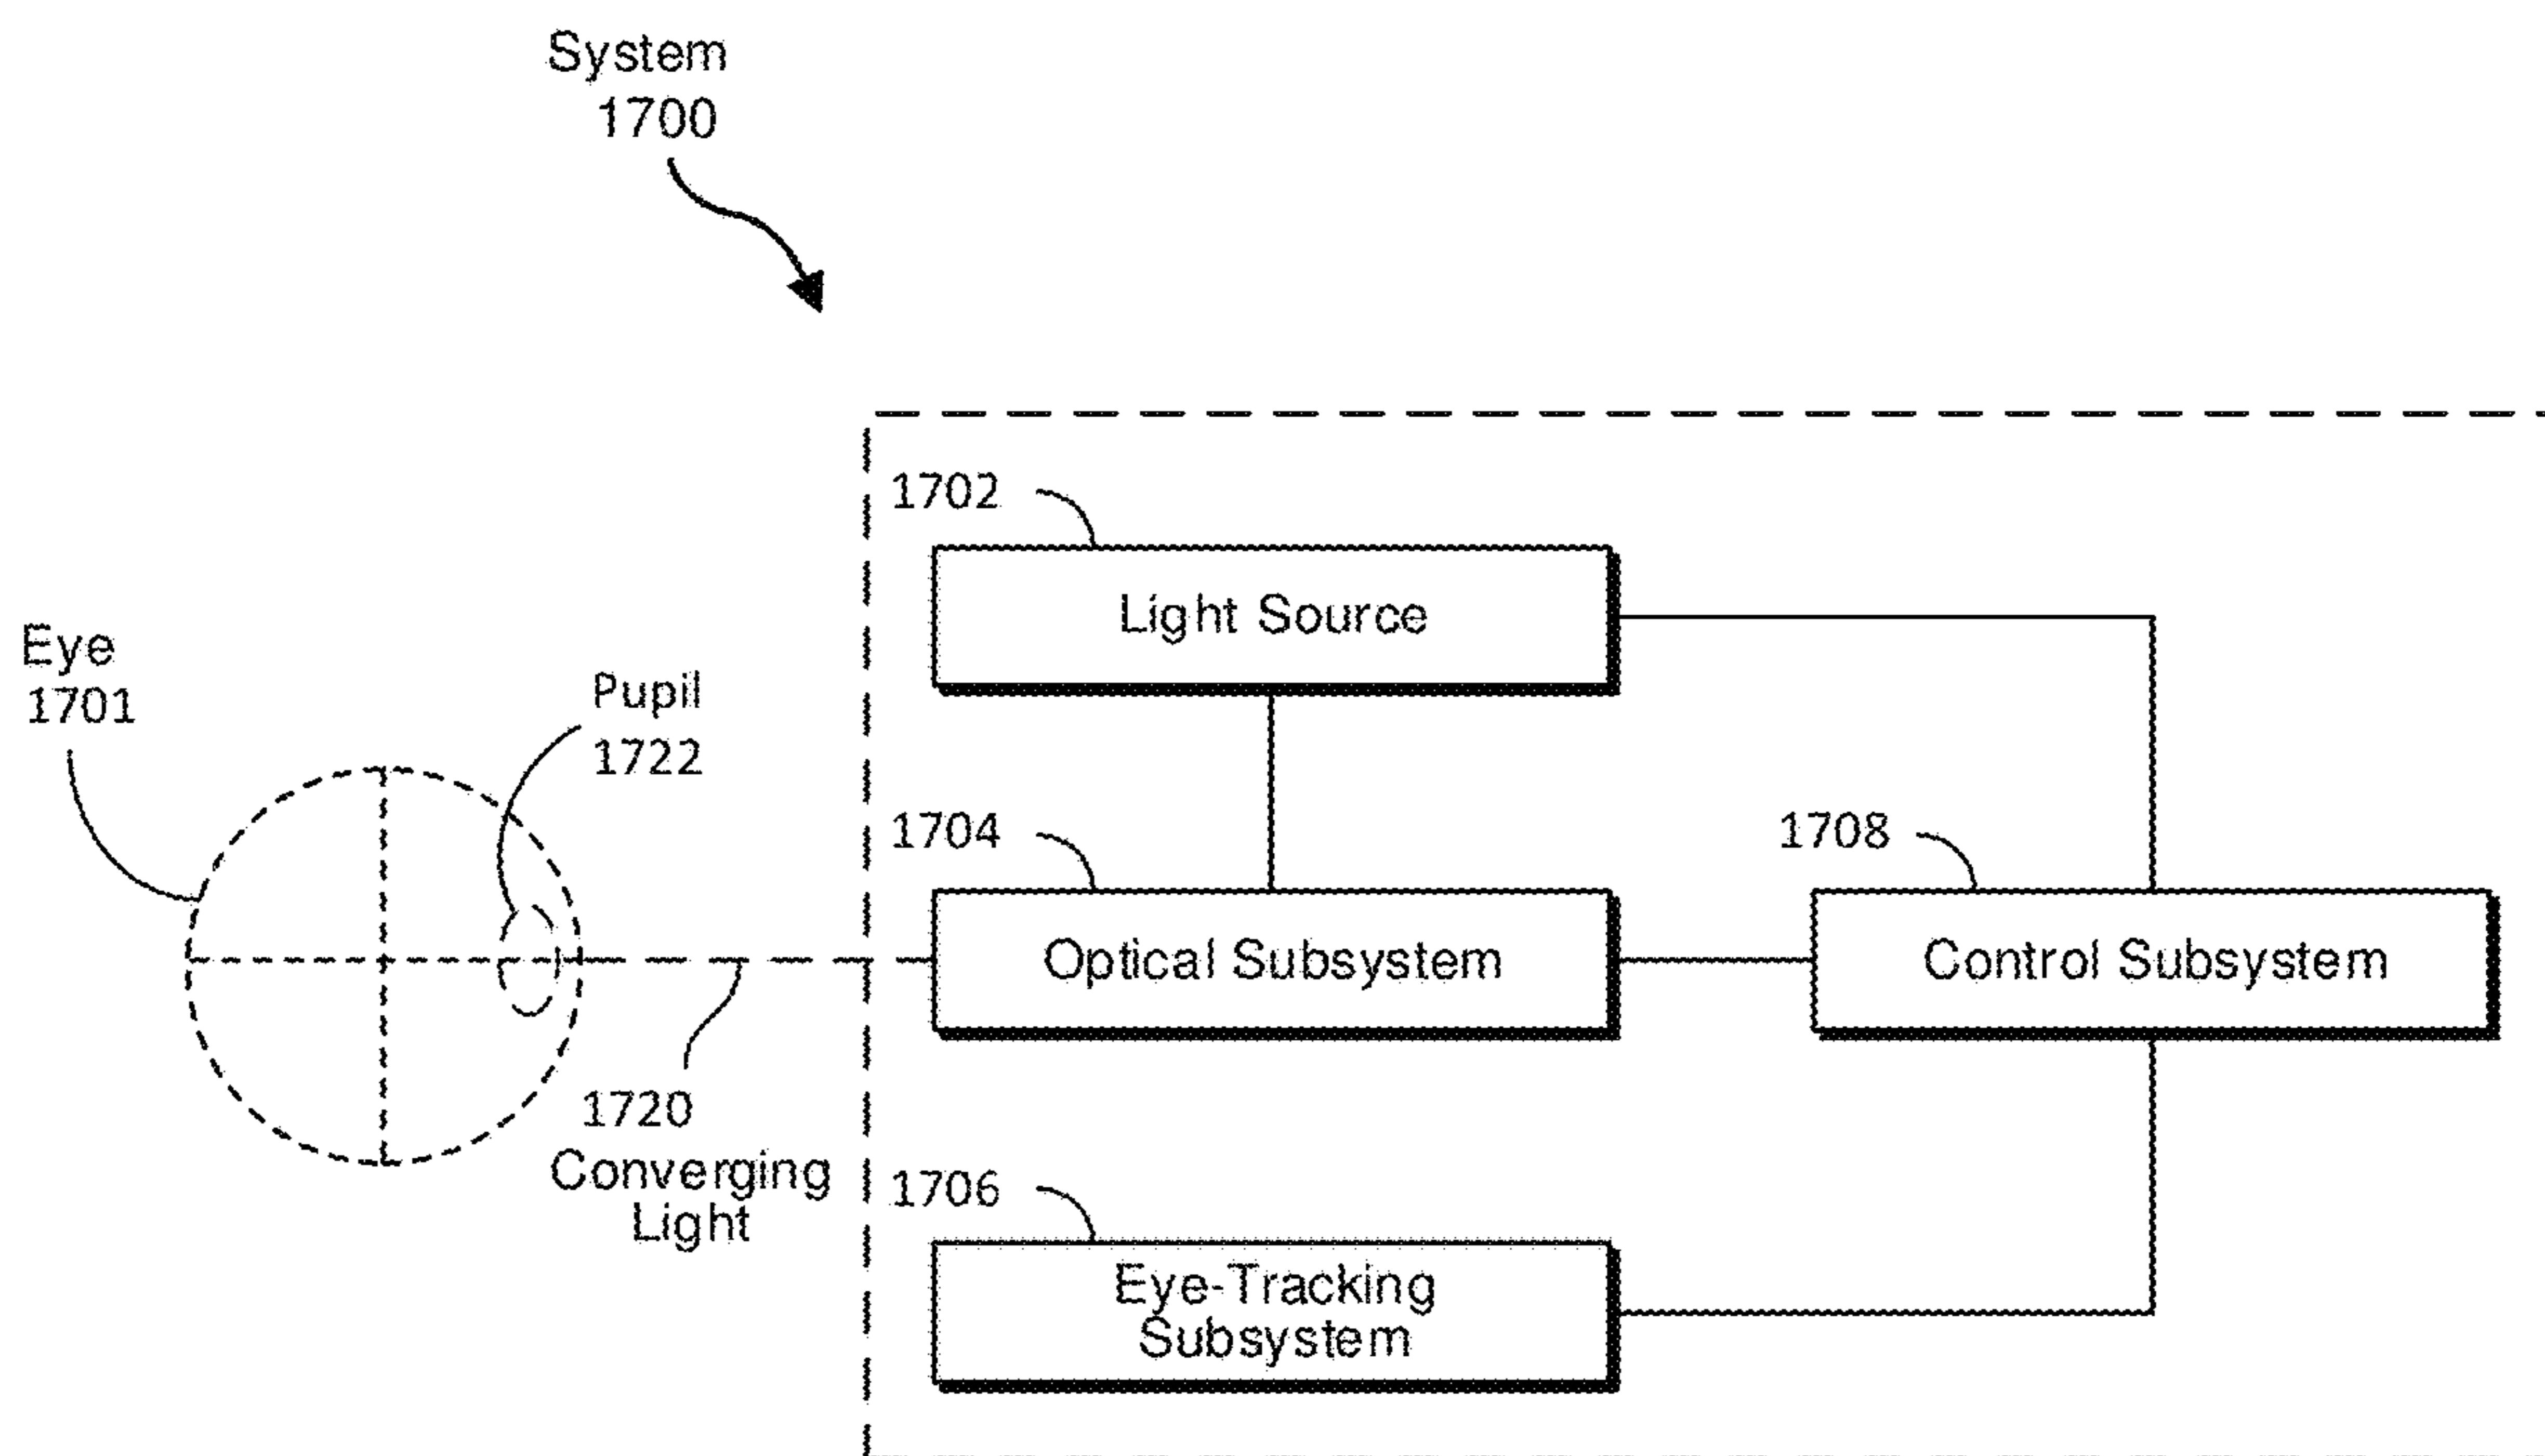 System
1700
1702
Light Source
Eye
1701
Pupil
1722
1704
Optical Subsystem
1708
Control Subsystem
1720
Converging
Light
1706
Eye-Tracking
Subsystem